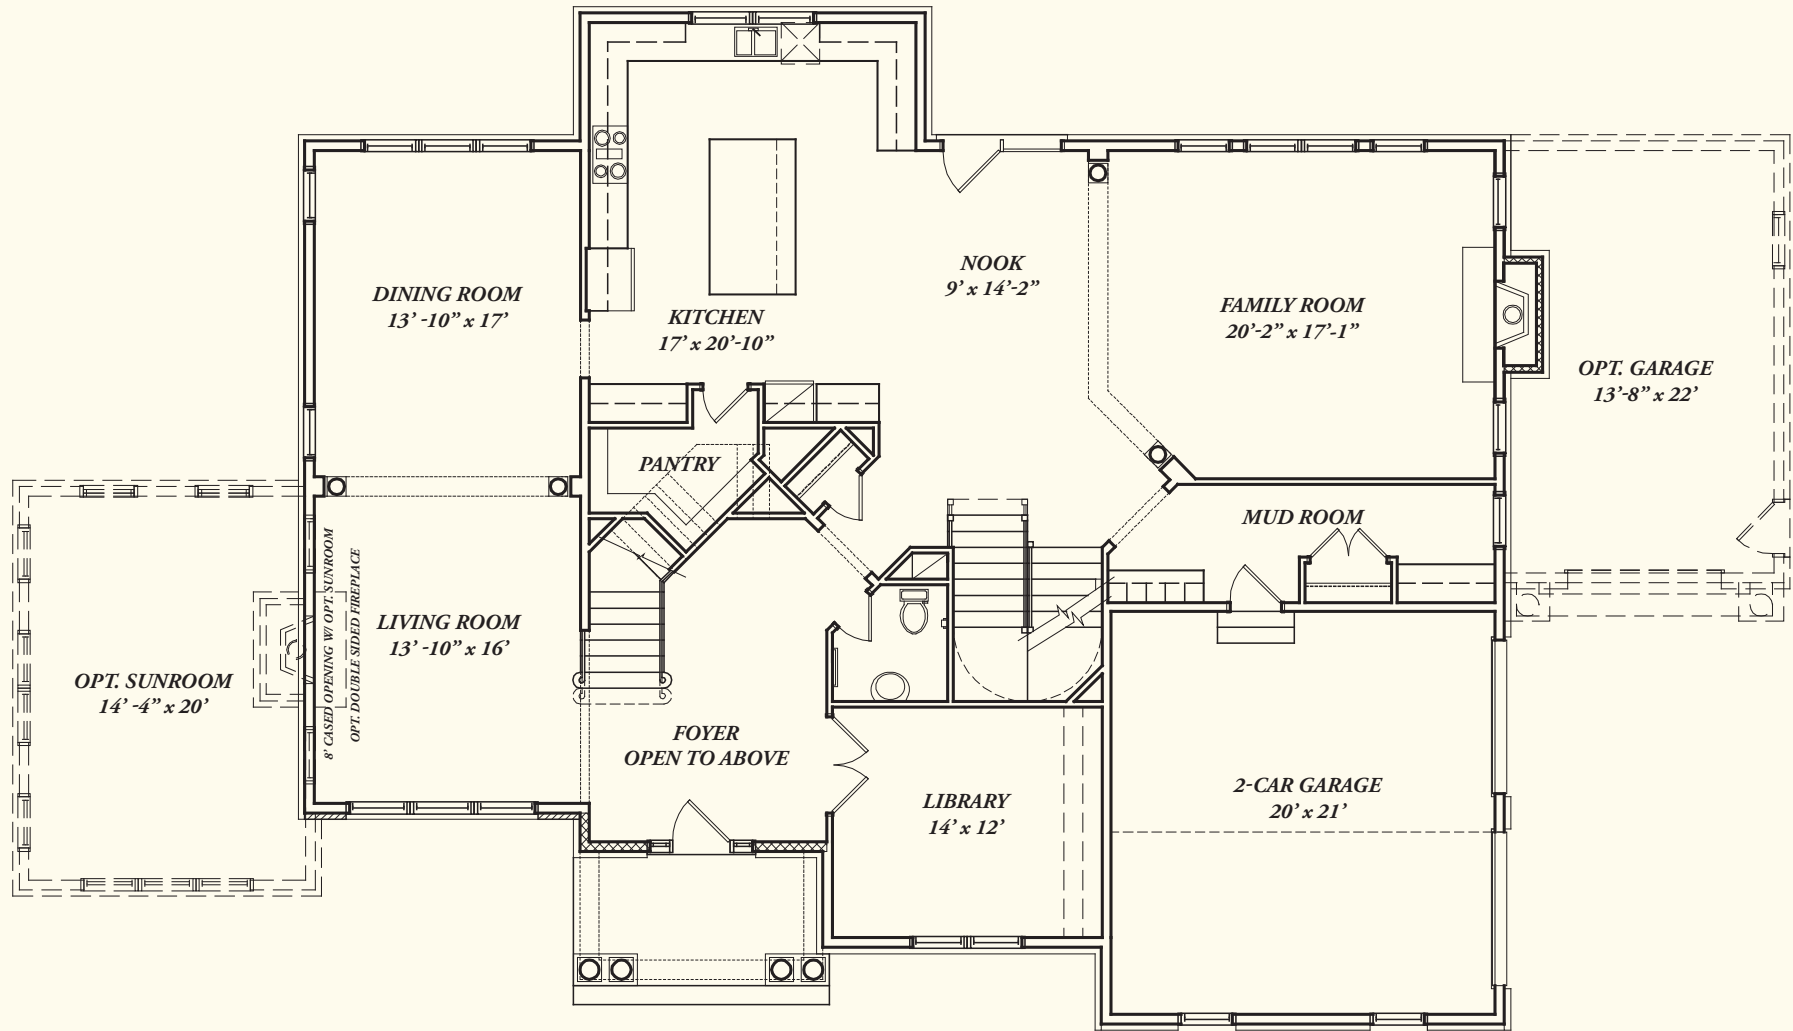 NOOK
9' x 14'-2"
DINING ROOM
13' -10" x 17'
KITCHEN
17' x 20'-10"
FAMILY ROOM
20'-2" x 17'-1"
OPT. GARAGE
13'-8" x 22'
PANTRY
MUD ROOM
8' CASED OPENING W/ OPT. SUNROOM
OPT. DOUBLE SIDED FIREPLACE
LIVING ROOM
13' -10" x 16'
OPT. SUNROOM
14' -4" x 20'
FOYER
OPEN TO ABOVE
LIBRARY
14' x 12'
2-CAR GARAGE
20' x 21'